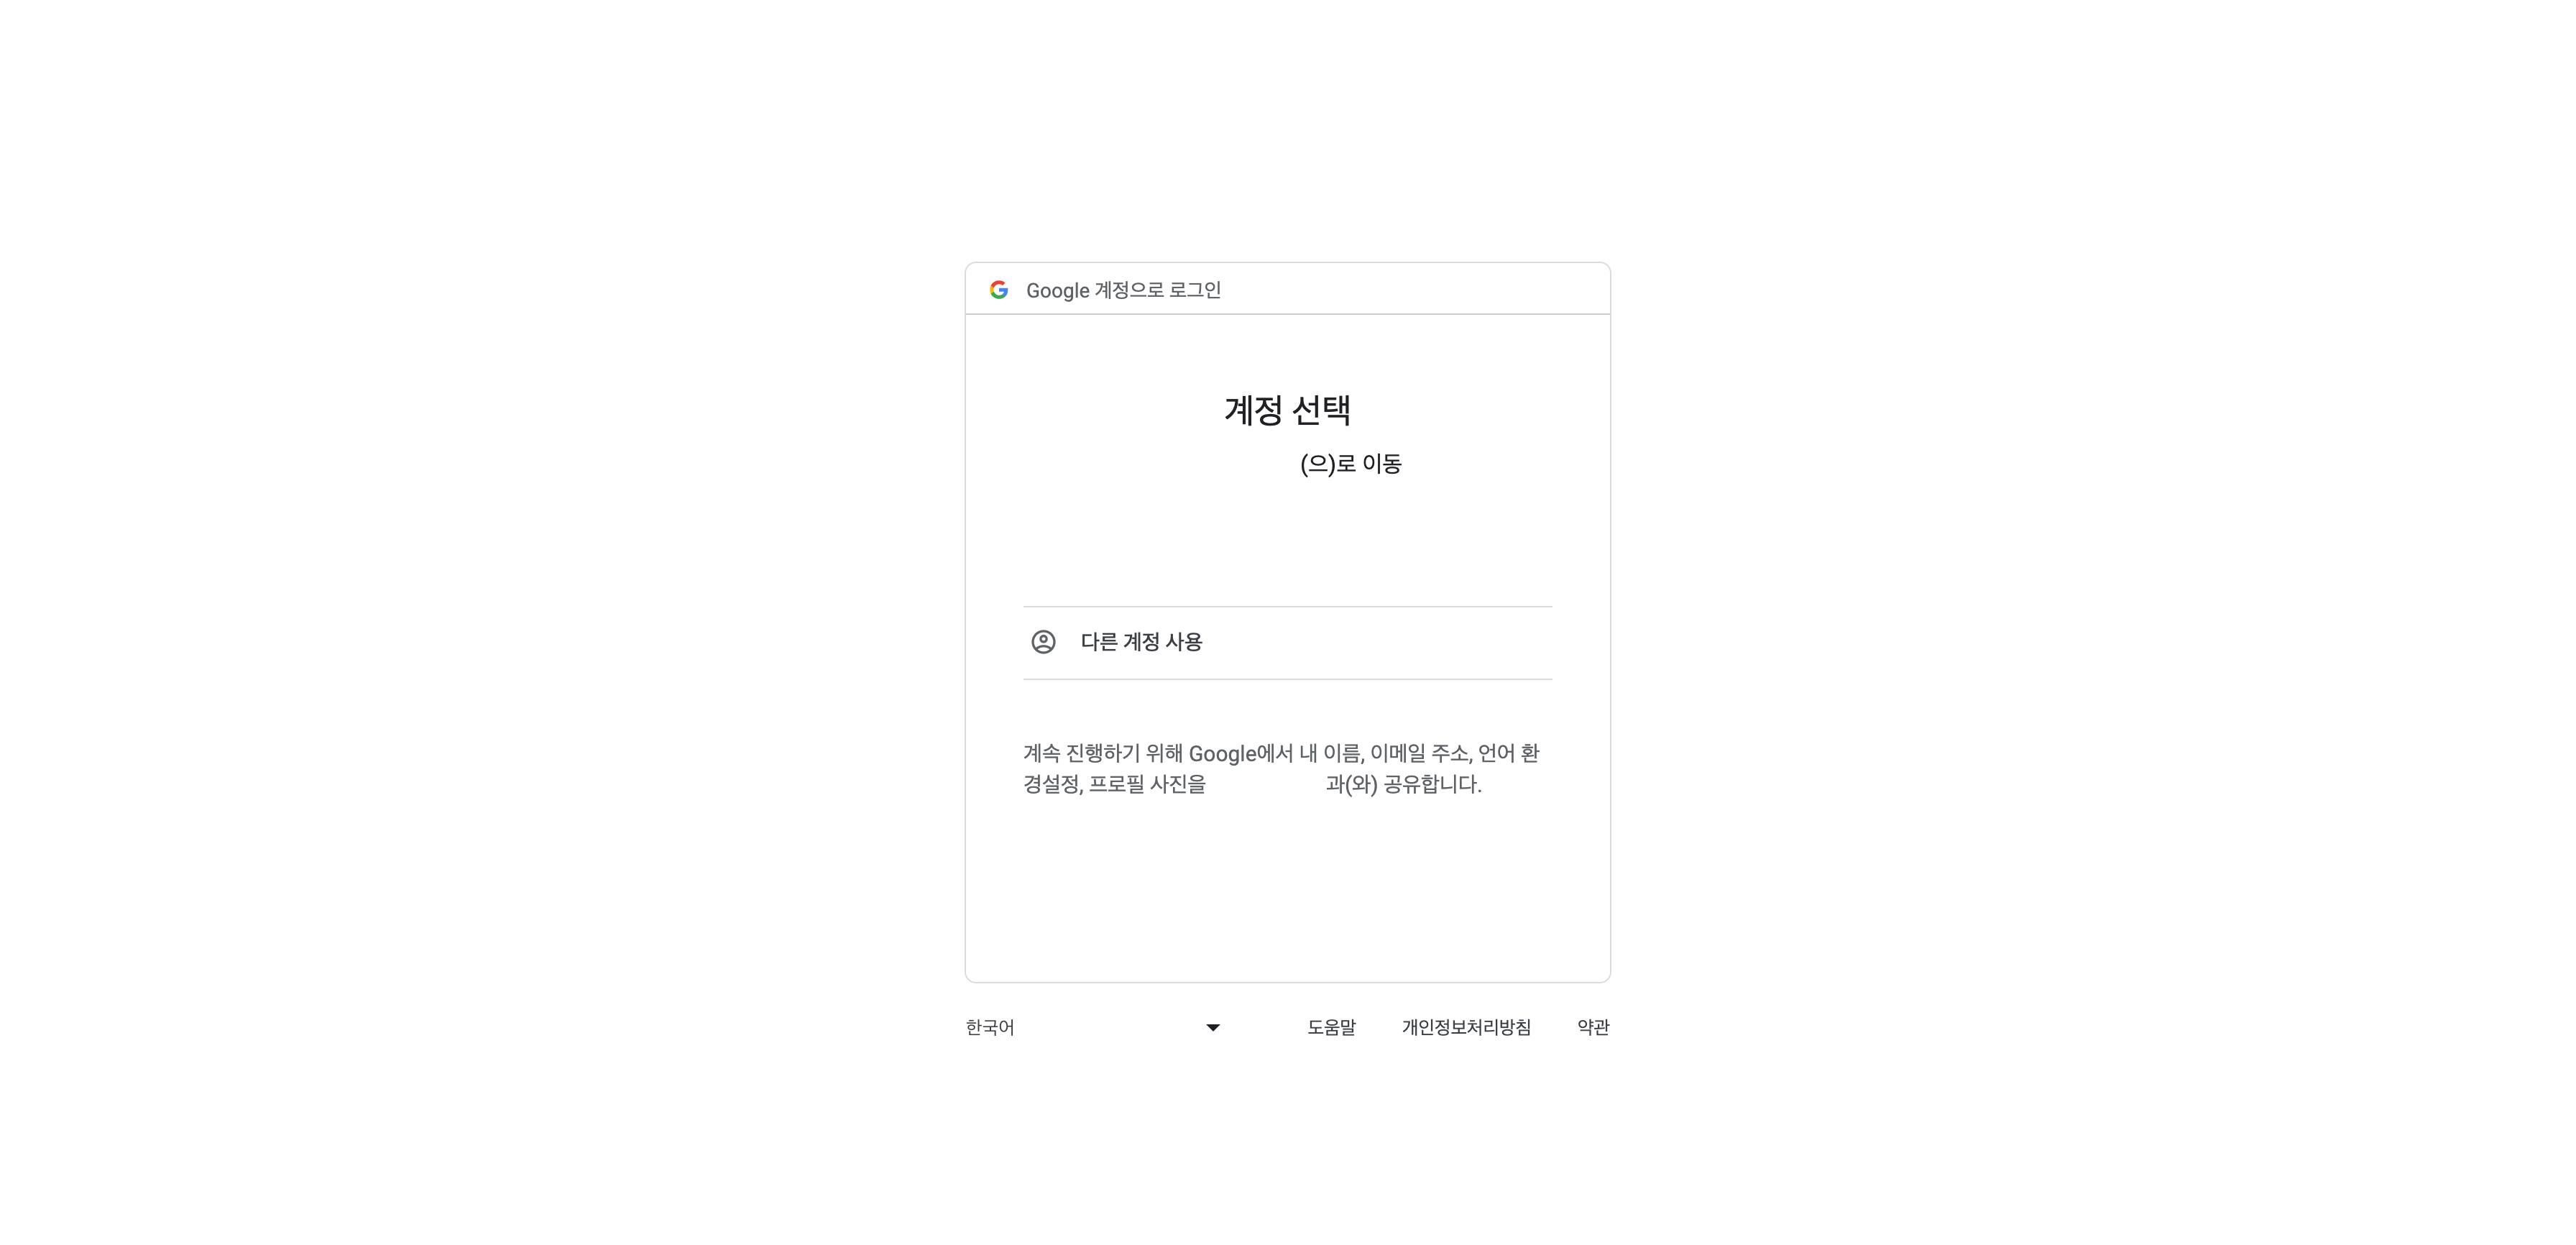 Google 계정으로 로그인
계정 선택
(으)로 이동
다른 계정 사용
계속 진행하기 위해 Google에서 내 이름, 이메일 주소, 언어 환
경설정, 프로필 사진을 과(와) 공유합니다.
한국어 도움말 개인정보처리방침 약관